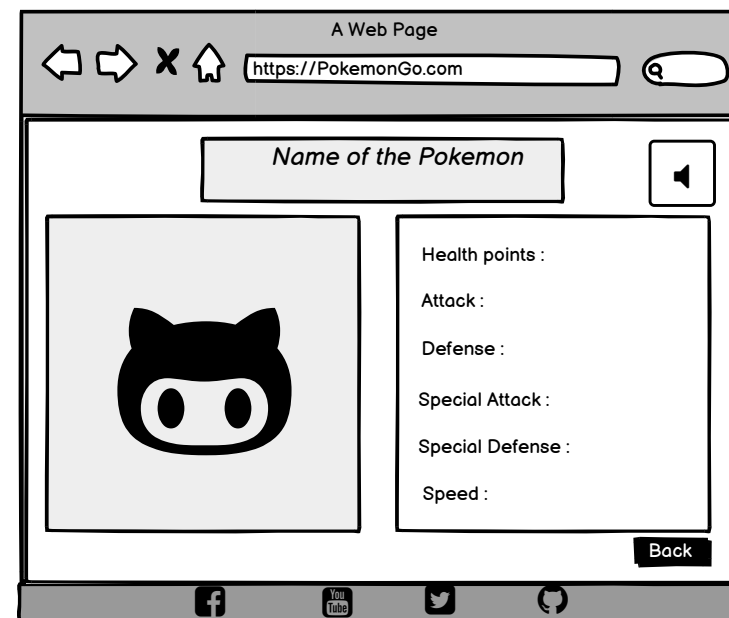 A Web Page
https://PokemonGo.com
Name of the Pokemon
Health points :
Attack :
Defense :
Special Attack :
Special Defense :
Speed :
Back
You
Tube